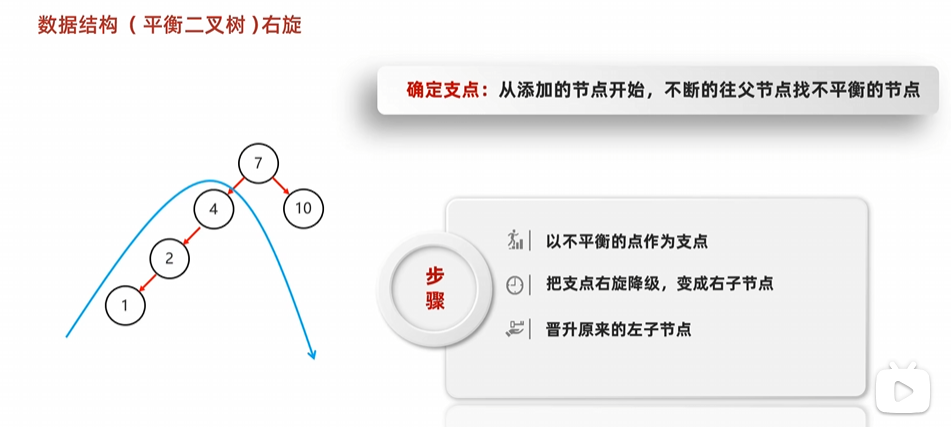 数据结构（平衡二叉树）右旋
确定支点：从添加的节点开始，不断的往父节点找不平衡的节点
7
4
10
2
1
步
骤
以不平衡的点作为支点
把支点右旋降级，变成右子节点
晋升原来的左子节点